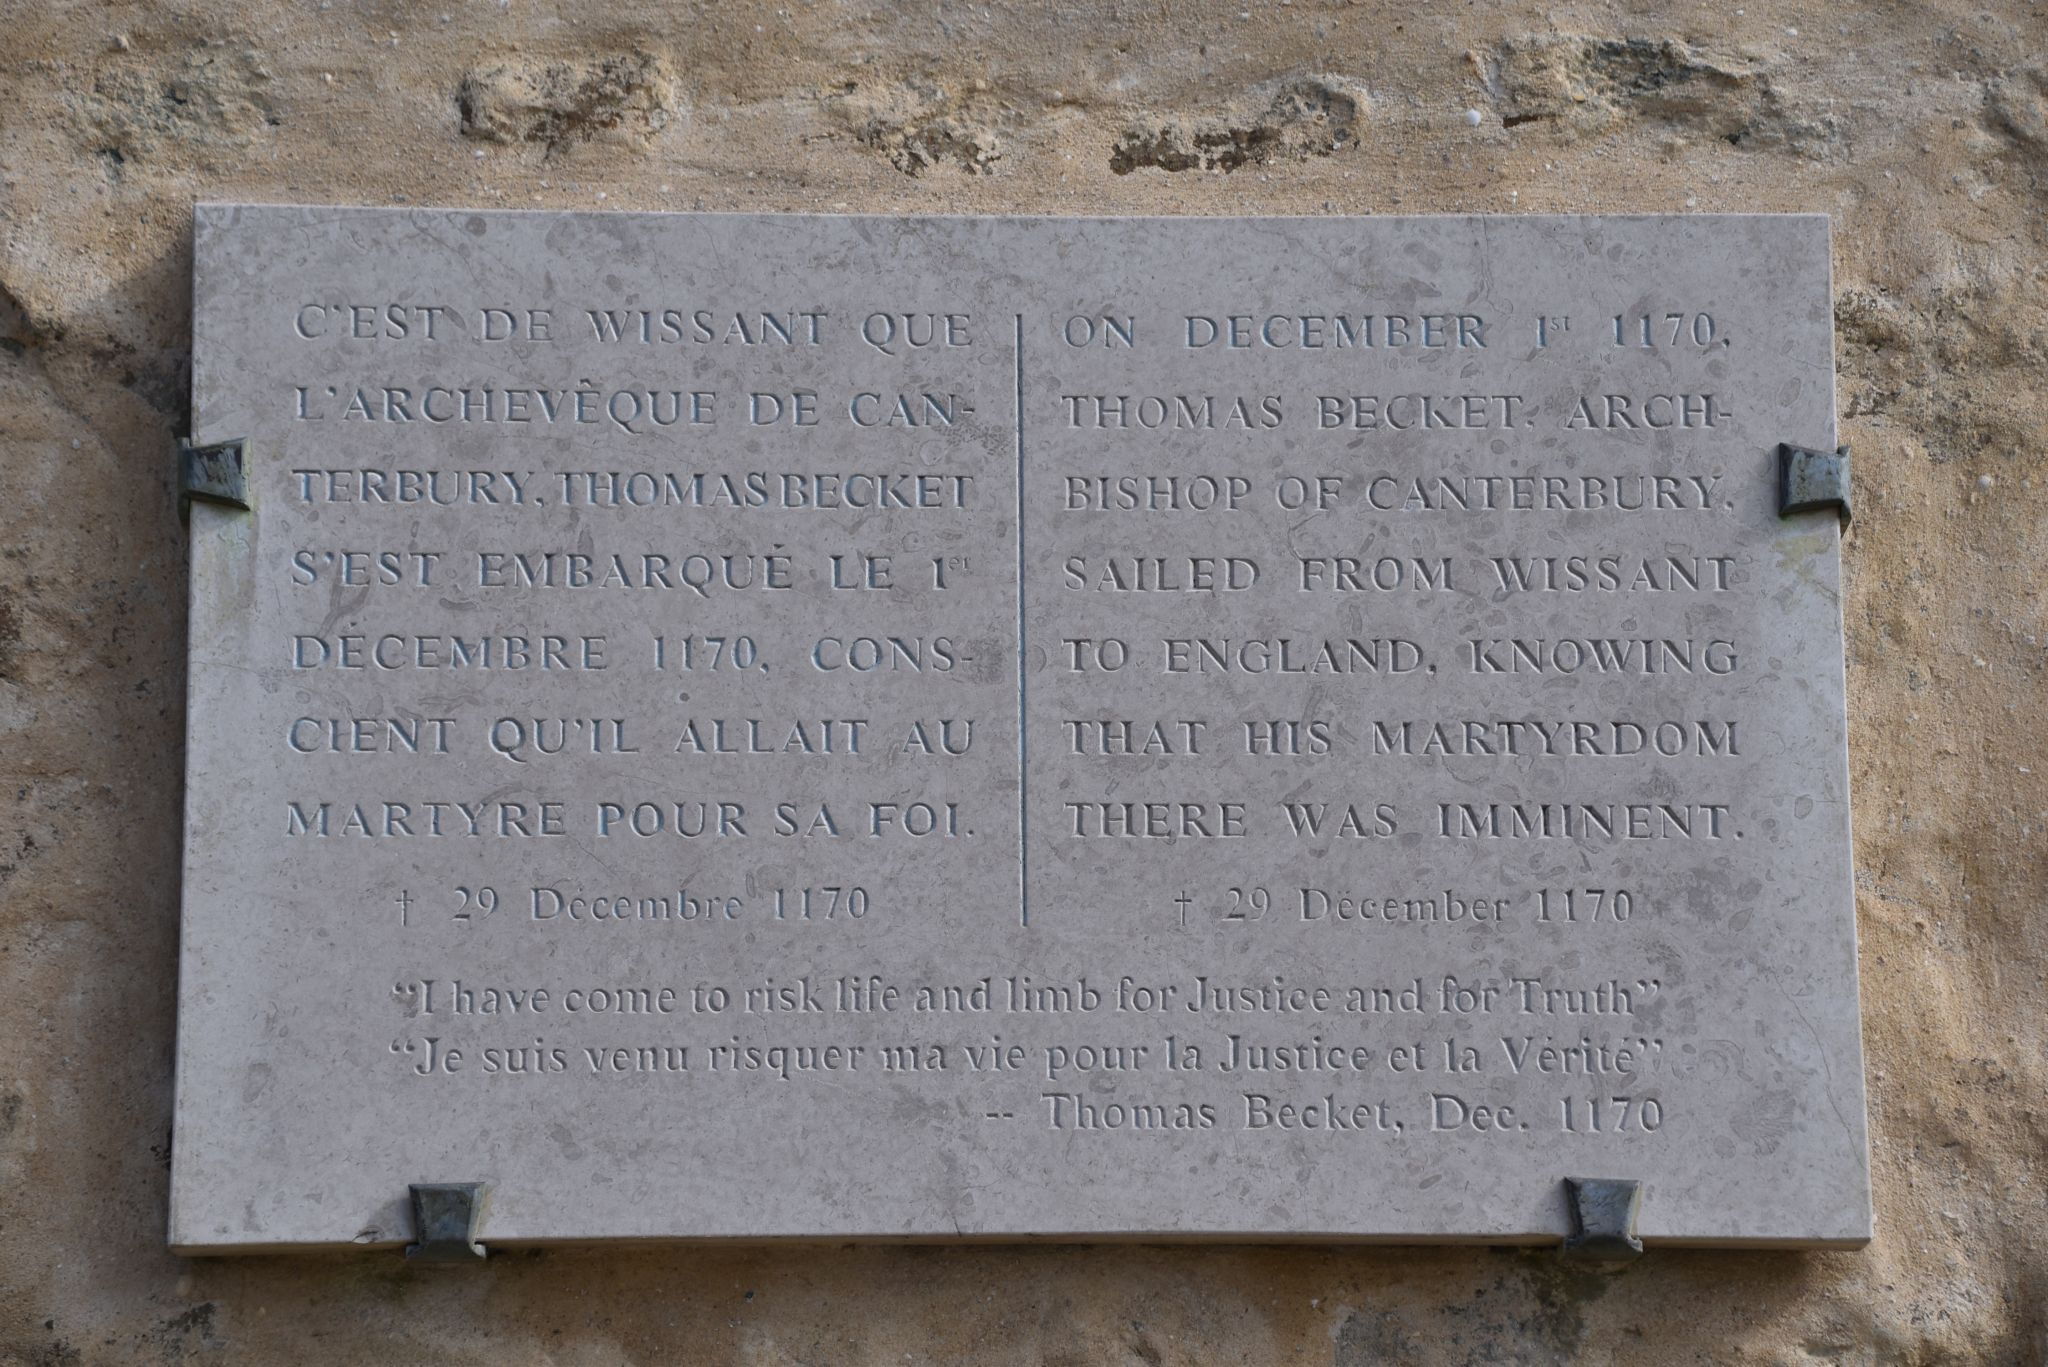 C'EST DE WISSANT QUE
L'ARCHEVÊQUE DE CAN-
TERBURY, THOMAS BECKET
S'EST EMBARQUÉ LE 1er
DÉCEMBRE 1170, CONS-
CIENT QU'IL ALLAIT AU
MARTYRE POUR SA FOI.
† 29 Décembre 1170
ON DECEMBER 1st 1170,
THOMAS BECKET, ARCH-
BISHOP OF CANTERBURY,
SAILED FROM WISSANT
TO ENGLAND, KNOWING
THAT HIS MARTYRDOM
THERE WAS IMMINENT.
† 29 December 1170
“I have come to risk life and limb for Justice and for Truth”
“Je suis venu risquer ma vie pour la Justice et la Vérité”
-- Thomas Becket, Dec. 1170